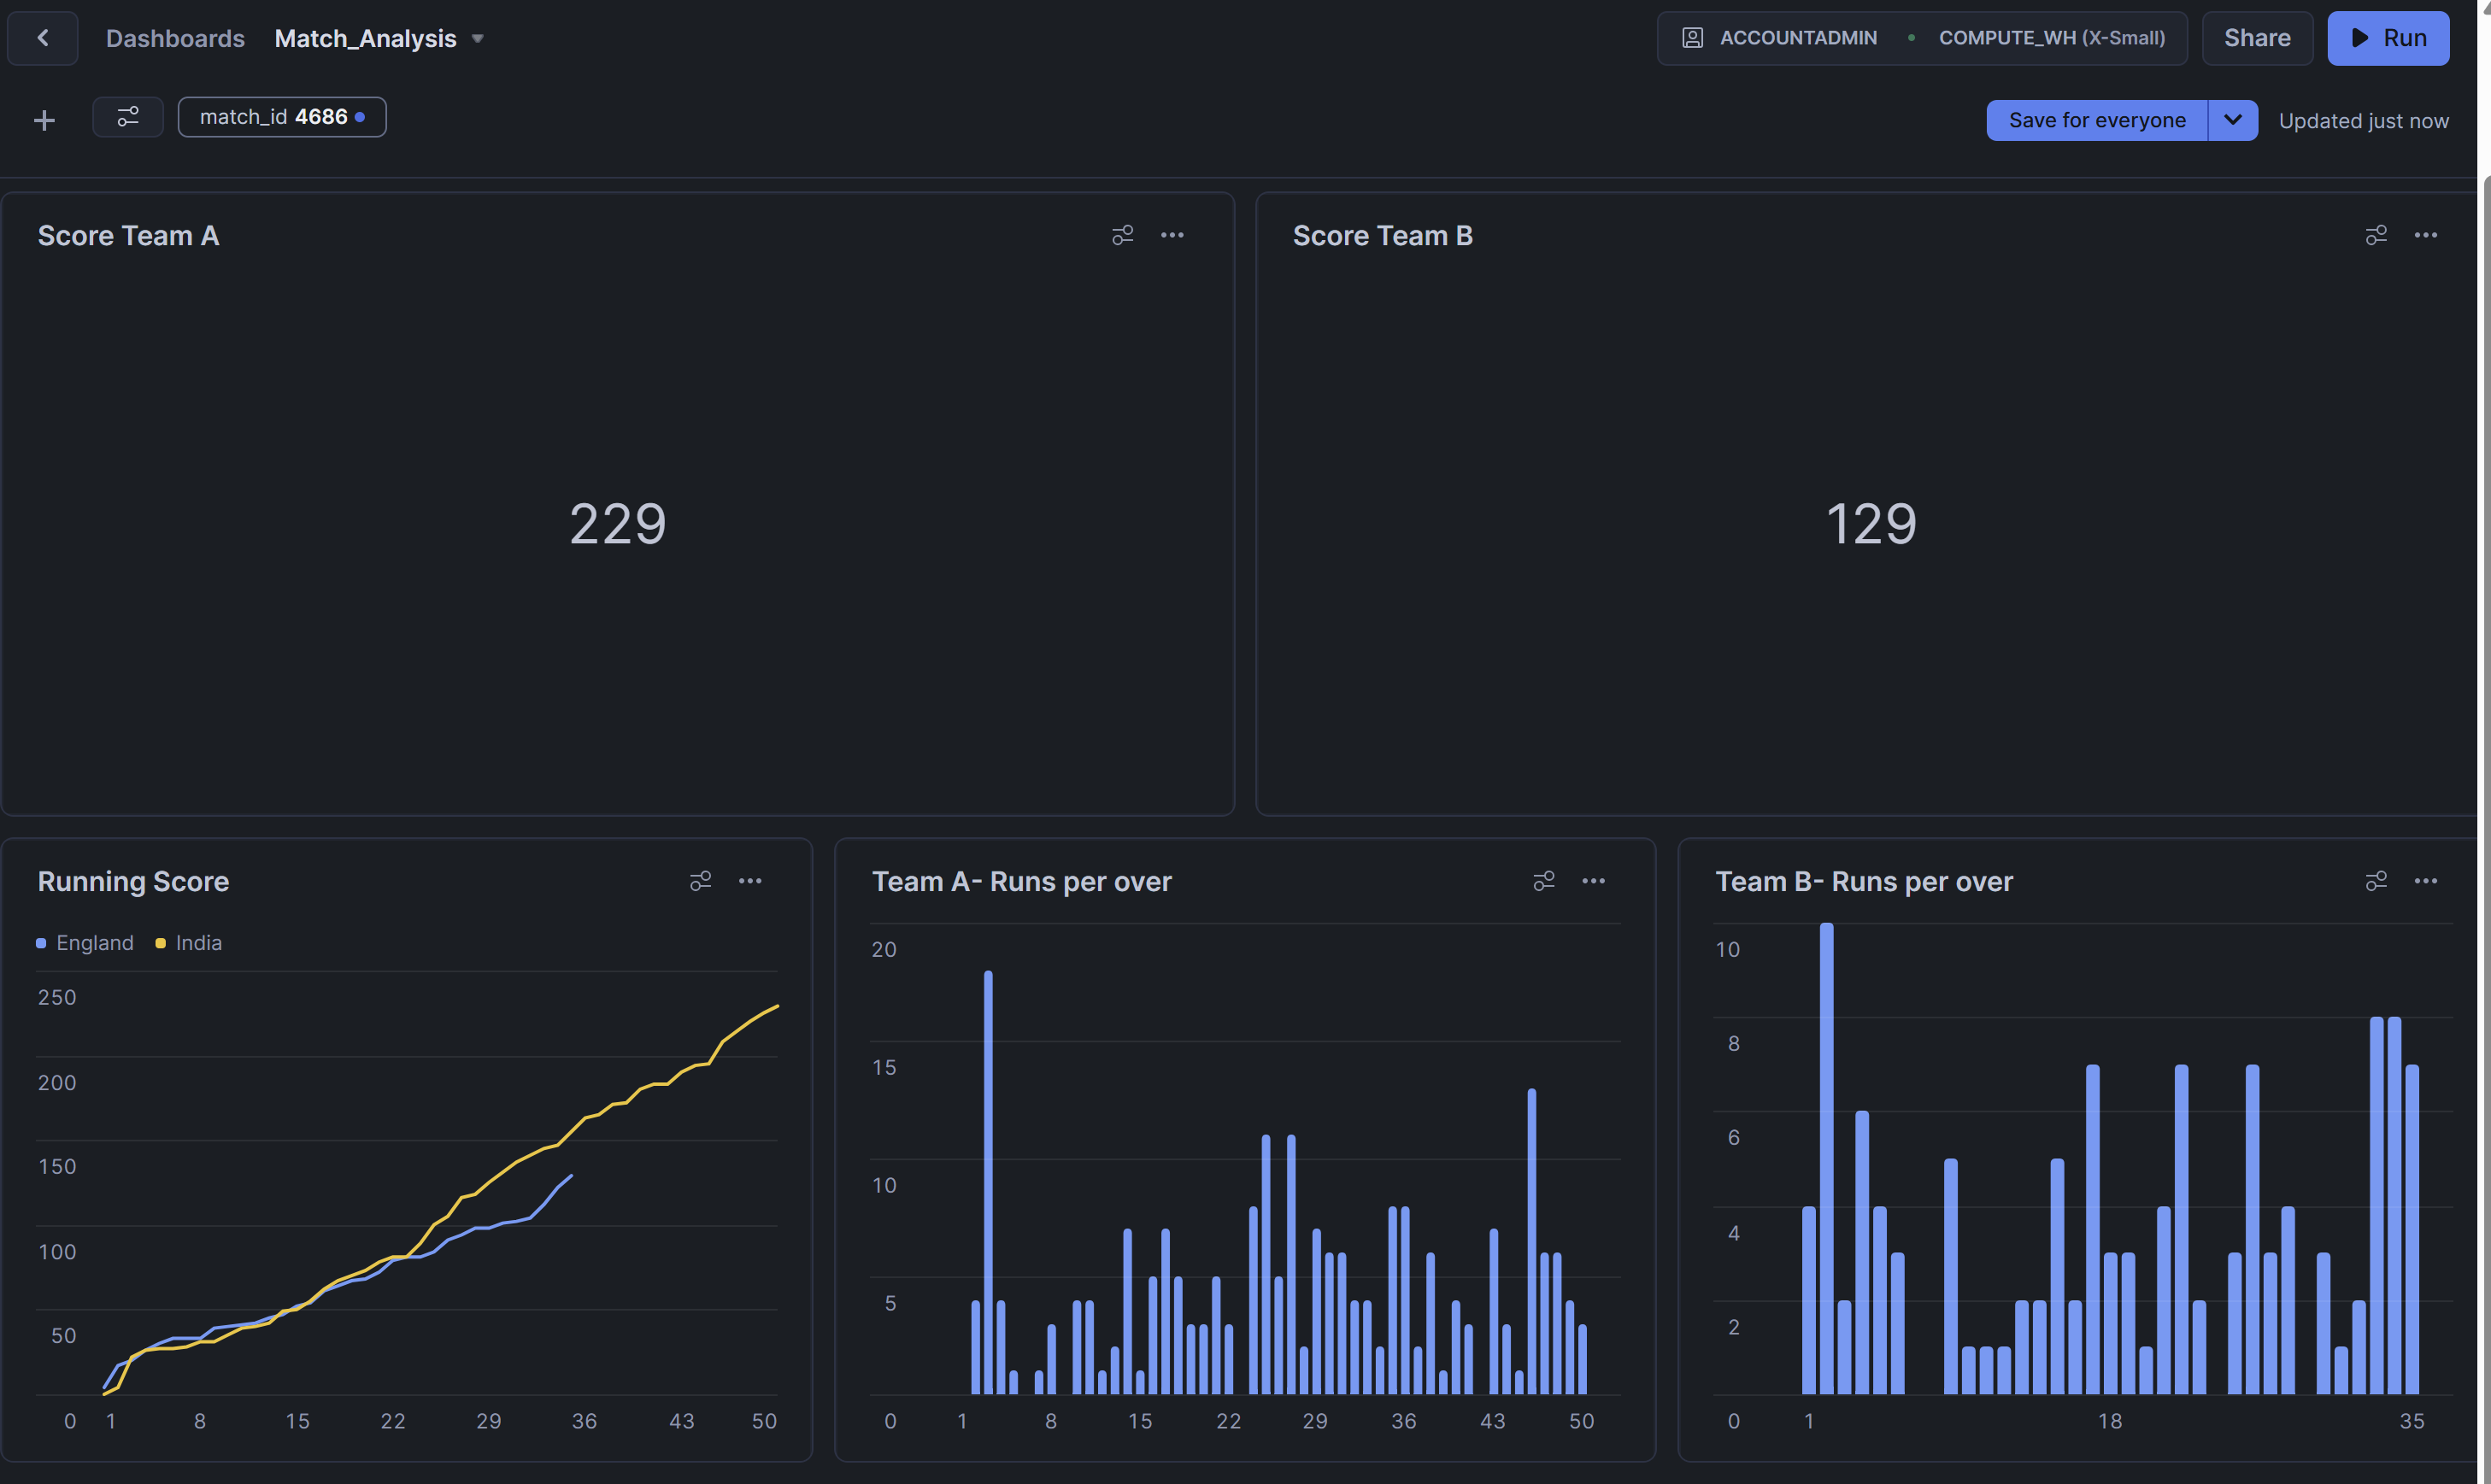 Dashboards Match_Analysis
ACCOUNTADMIN COMPUTE_WH (X-Small) Share Run
match_id 4686
Save for everyone Updated just now
Score Team A
229
Score Team B
129
Running Score
England India
250
200
150
100
50
0 1 8 15 22 29 36 43 50
Team A- Runs per over
20
15
10
5
0 1 8 15 22 29 36 43 50
Team B- Runs per over
10
8
6
4
2
0 1 18 35